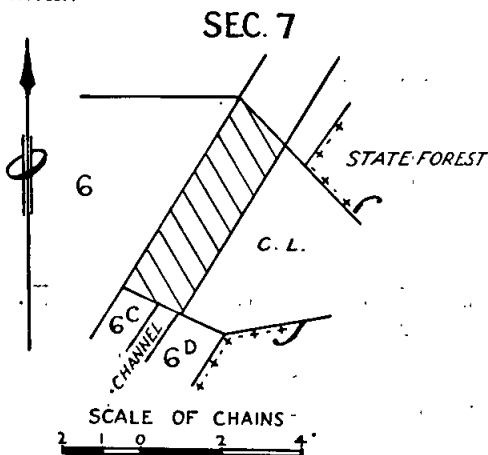 SEC. 7
STATE FOREST
6
C. L.
6C
CHANNEL
6D
SCALE OF CHAINS
2 1 0 2 4